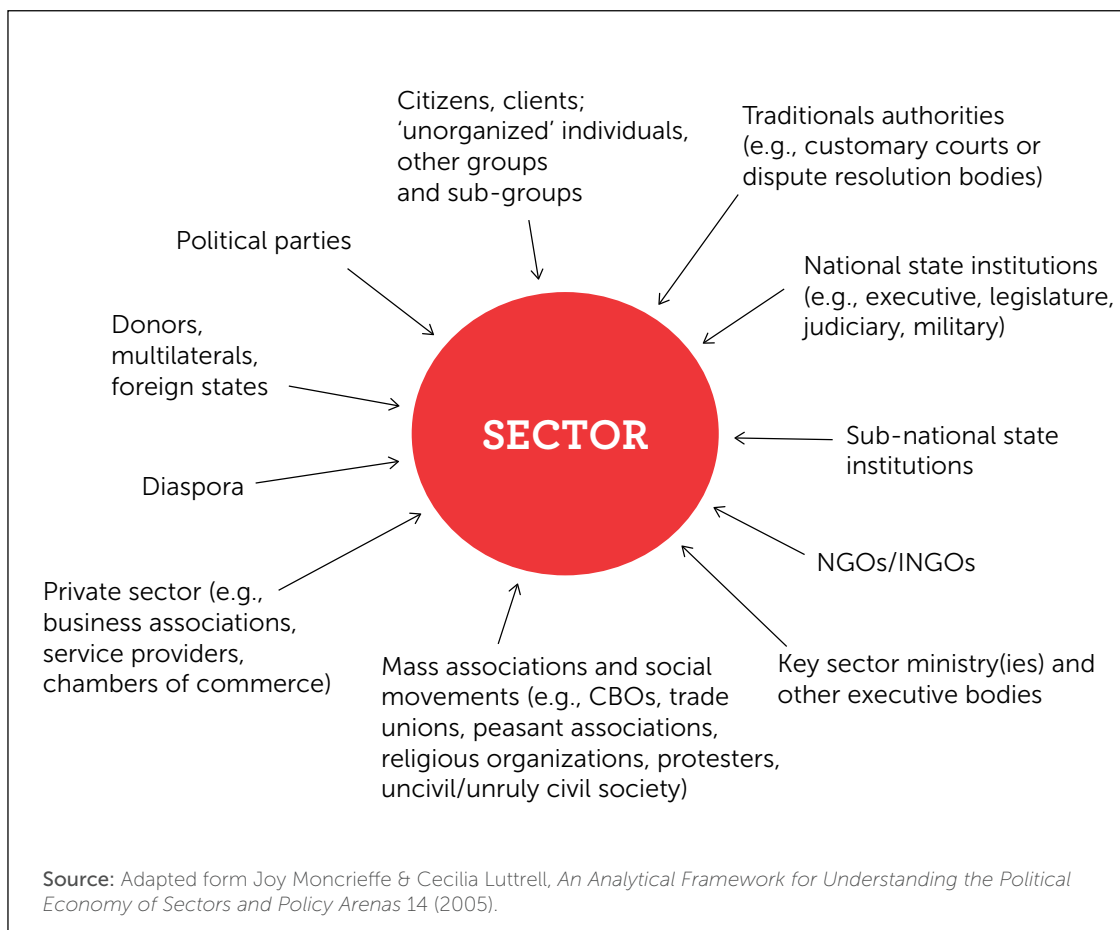 Citizens, clients;
'unorganized' individuals,
other groups
and sub-groups
Traditionals authorities
(e.g., customary courts or
dispute resolution bodies)
Political parties
National state institutions
(e.g., executive, legislature,
judiciary, military)
Donors,
multilaterals,
foreign states
SECTOR
Sub-national state
institutions
Diaspora
NGOs/INGOs
Private sector (e.g.,
business associations,
service providers,
chambers of commerce)
Mass associations and social
movements (e.g., CBOs, trade
unions, peasant associations,
religious organizations, protesters,
uncivil/unruly civil society)
Key sector ministry(ies) and
other executive bodies
Source: Adapted form Joy Moncrieffe & Cecilia Luttrell, An Analytical Framework for Understanding the Political
Economy of Sectors and Policy Arenas 14 (2005).